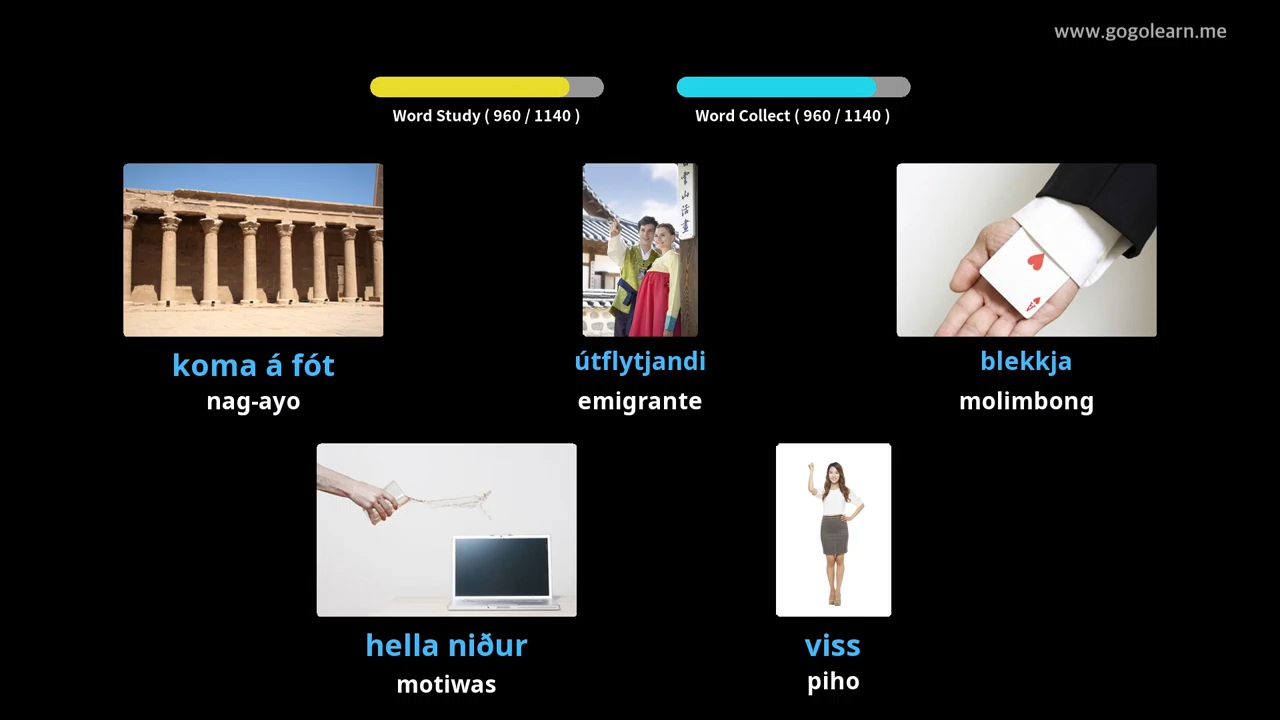 www.gogolearn.me
Word Study ( 960 / 1140 )
Word Collect ( 960 / 1140 )
koma á fót
nag-ayo
útflytjandi
emigrante
blekkja
molimbong
hella niður
motiwas
viss
piho